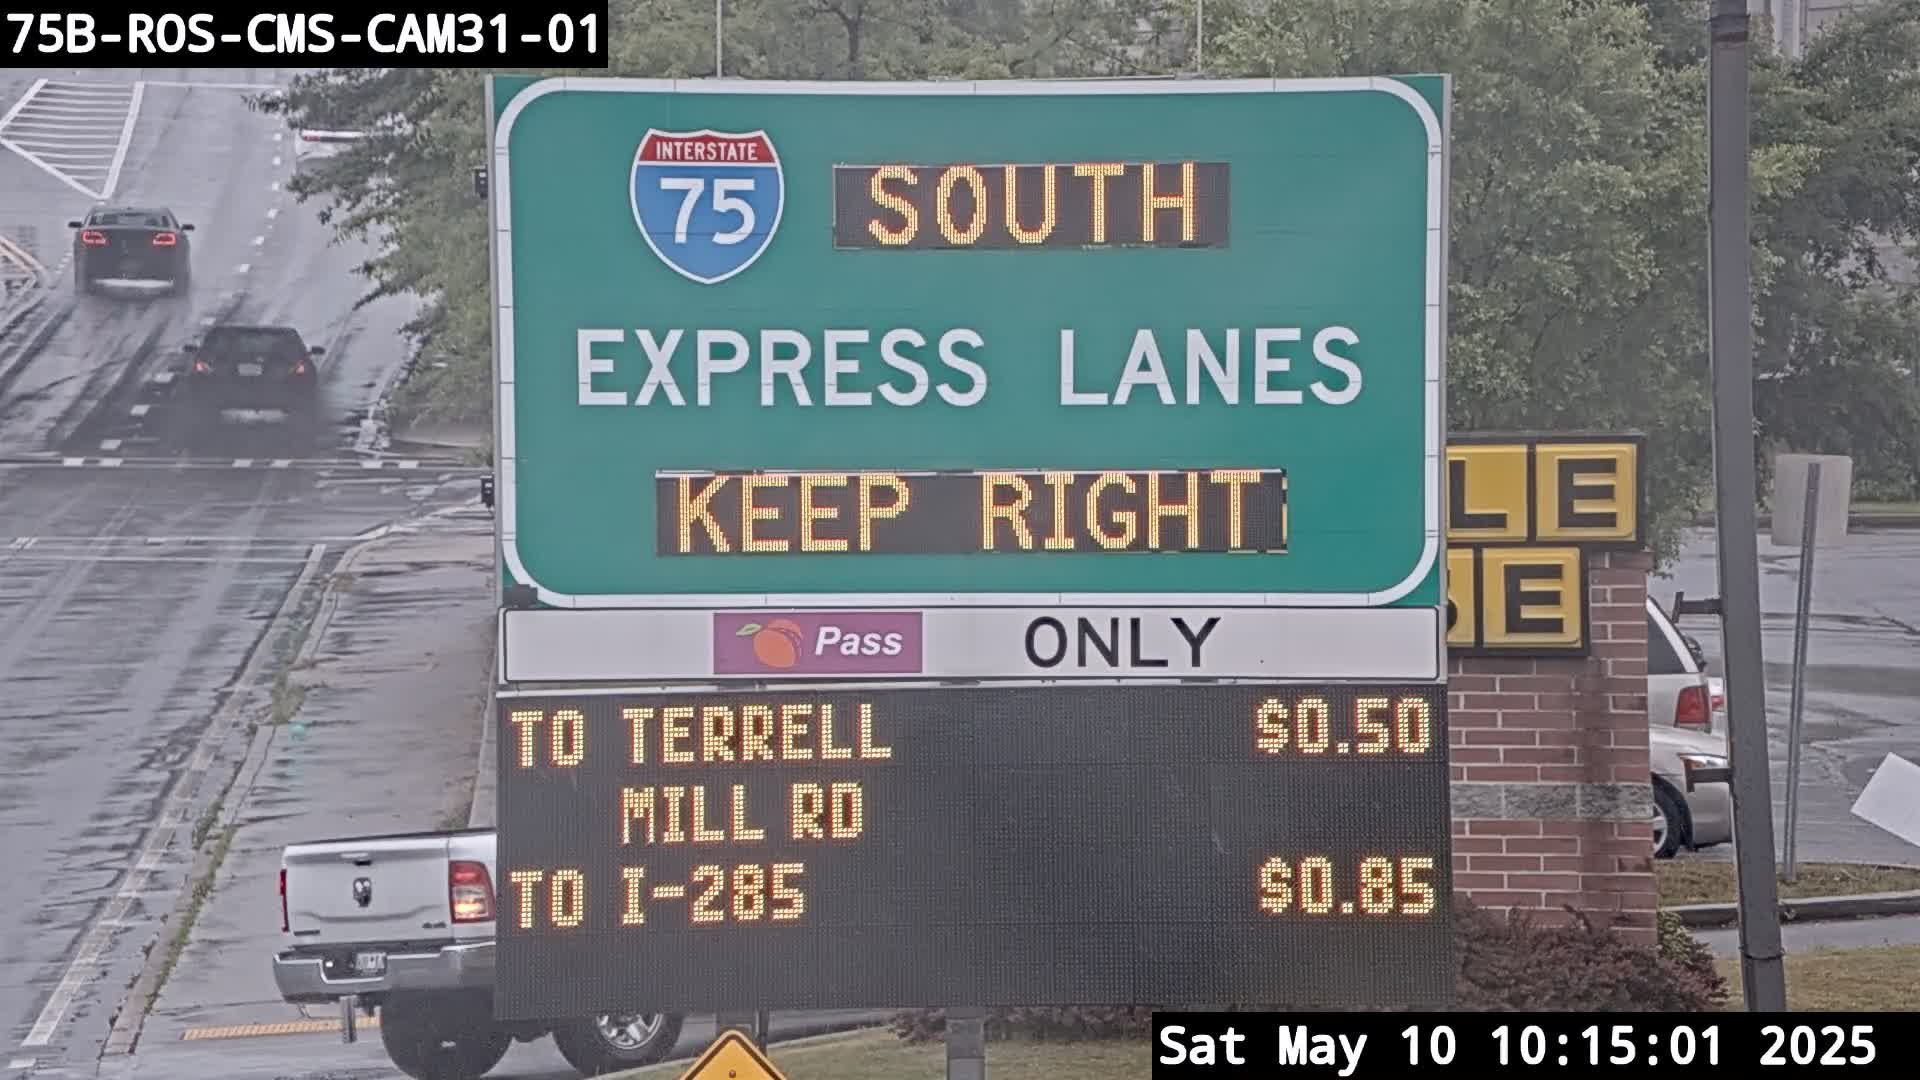 75B-ROS-CMS-CAM31-01
INTERSTATE
75
SOUTH
EXPRESS LANES
KEEP RIGHT
LE
E
Pass ONLY
TO TERRELL $0.50
MILL RD
TO I-285 $0.85
Sat May 10 10:15:01 2025